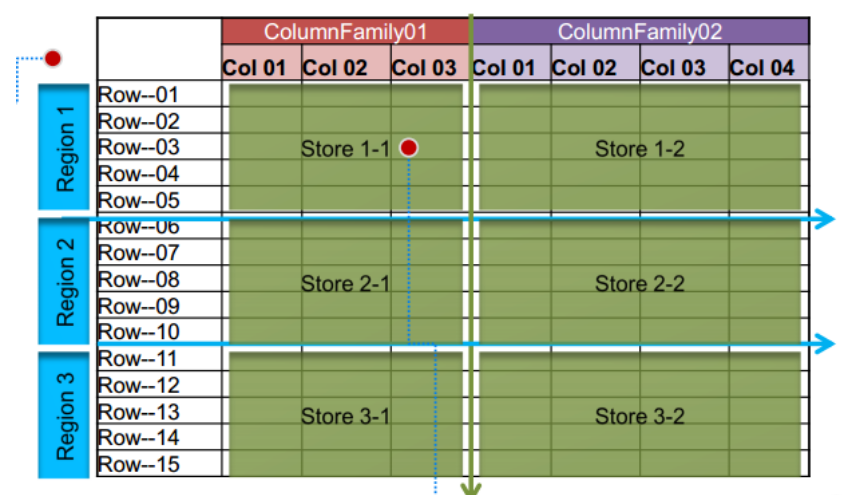 ColumnFamily01 ColumnFamily02
Col 01 Col 02 Col 03 Col 01 Col 02 Col 03 Col 04
Region 1
Row--01
Row--02
Row--03 Store 1-1 Store 1-2
Row--04
Row--05
Region 2
Row--06
Row--07
Row--08 Store 2-1 Store 2-2
Row--09
Row--10
Region 3
Row--11
Row--12
Row--13 Store 3-1 Store 3-2
Row--14
Row--15